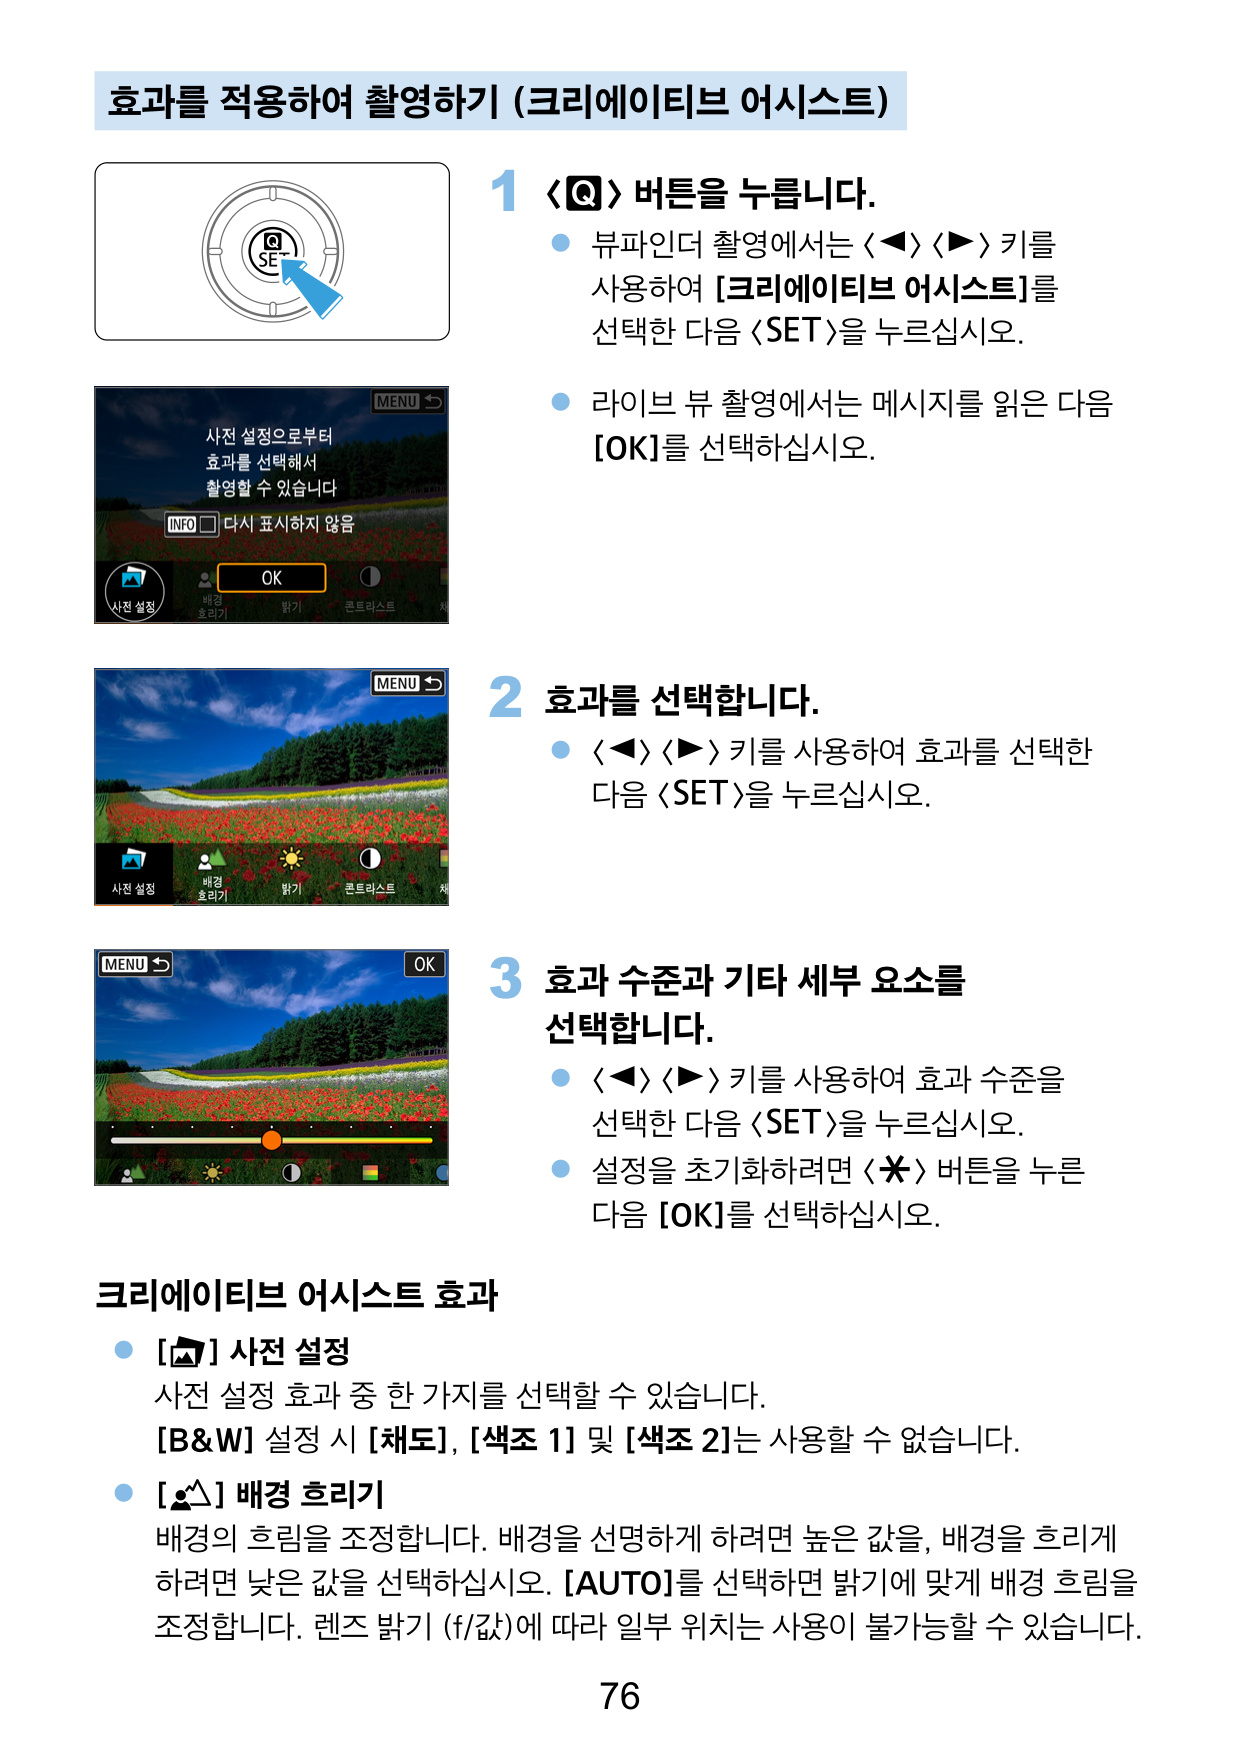 효과를 적용하여 촬영하기 (크리에이티브 어시스트)
Q
SET
1 〈Q〉 버튼을 누릅니다.
● 뷰파인더 촬영에서는 〈◀〉〈▶〉 키를
사용하여 [크리에이티브 어시스트]를
선택한 다음 〈SET〉을 누르십시오.
● 라이브 뷰 촬영에서는 메시지를 읽은 다음
[OK]를 선택하십시오.
MENU
사전 설정으로부터
효과를 선택해서
촬영할 수 있습니다
INFO 다시 표시하지 않음
OK
사전 설정
배경
흐리기
밝기
콘트라스트
채
2 효과를 선택합니다.
● 〈◀〉〈▶〉 키를 사용하여 효과를 선택한
다음 〈SET〉을 누르십시오.
MENU
사전 설정
배경
흐리기
밝기
콘트라스트
채
3 효과 수준과 기타 세부 요소를
선택합니다.
● 〈◀〉〈▶〉 키를 사용하여 효과 수준을
선택한 다음 〈SET〉을 누르십시오.
● 설정을 초기화하려면 〈✱〉 버튼을 누른
다음 [OK]를 선택하십시오.
MENU
OK
크리에이티브 어시스트 효과
● [] 사전 설정
사전 설정 효과 중 한 가지를 선택할 수 있습니다.
[B&W] 설정 시 [채도], [색조 1] 및 [색조 2]는 사용할 수 없습니다.
● [] 배경 흐리기
배경의 흐림을 조정합니다. 배경을 선명하게 하려면 높은 값을, 배경을 흐리게
하려면 낮은 값을 선택하십시오. [AUTO]를 선택하면 밝기에 맞게 배경 흐림을
조정합니다. 렌즈 밝기 (f/값)에 따라 일부 위치는 사용이 불가능할 수 있습니다.
76